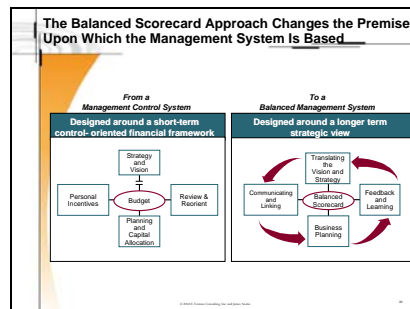 The Balanced Scorecard Approach Changes the Premise
Upon Which the Management System Is Based
From a
Management Control System
Designed around a short-term
control- oriented financial framework
Strategy
and
Vision
Personal
Incentives
Budget
Review &
Reorient
Planning
and
Capital
Allocation
To a
Balanced Management System
Designed around a longer term
strategic view
Translating
the
Vision and
Strategy
Communicating
and
Linking
Balanced
Scorecard
Feedback
and
Learning
Business
Planning